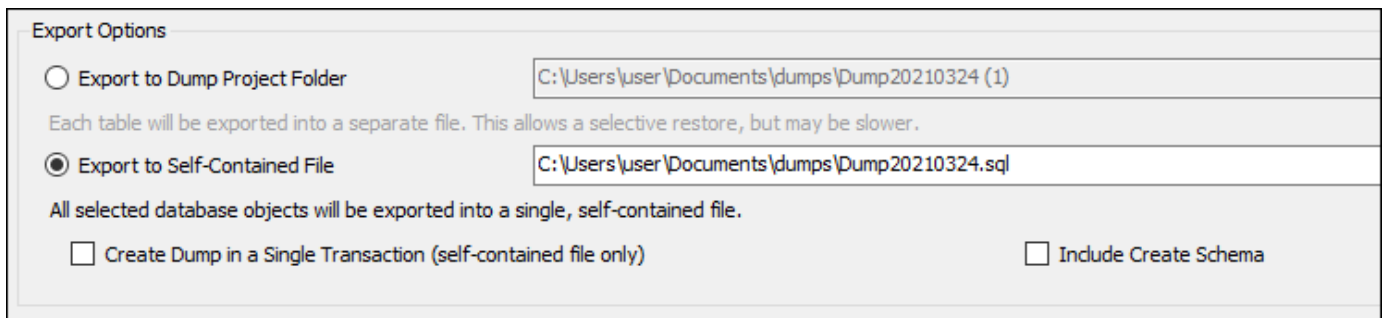 Export Options
Export to Dump Project Folder C:\Users\user\Documents\dumps\Dump20210324 (1)
Each table will be exported into a separate file. This allows a selective restore, but may be slower.
Export to Self-Contained File C:\Users\user\Documents\dumps\Dump20210324.sql
All selected database objects will be exported into a single, self-contained file.
Create Dump in a Single Transaction (self-contained file only) Include Create Schema